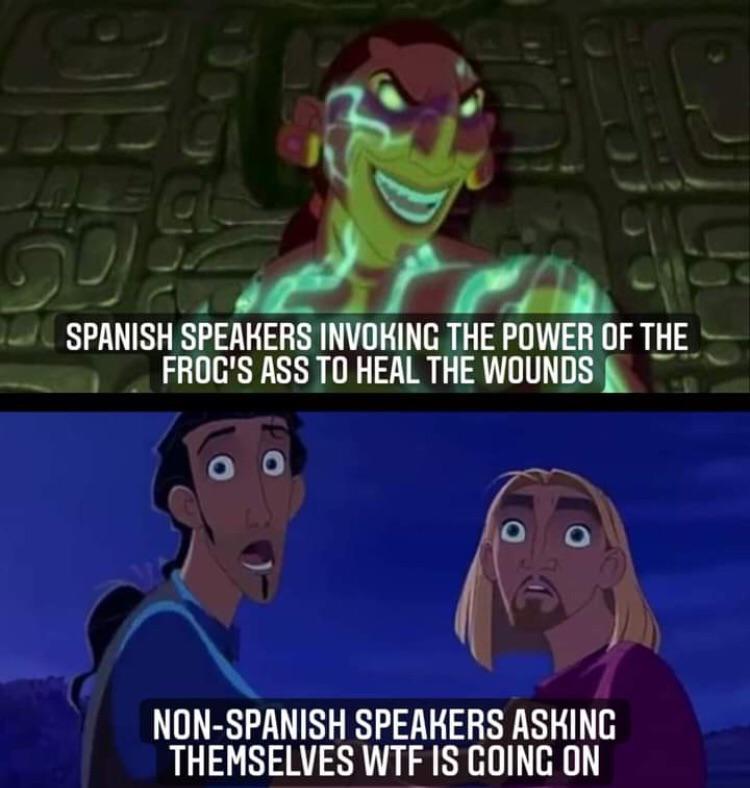 SPANISH SPEAKERS INVOKING THE POWER OF THE
FROG'S ASS TO HEAL THE WOUNDS
NON-SPANISH SPEAKERS ASKING
THEMSELVES WTF IS GOING ON